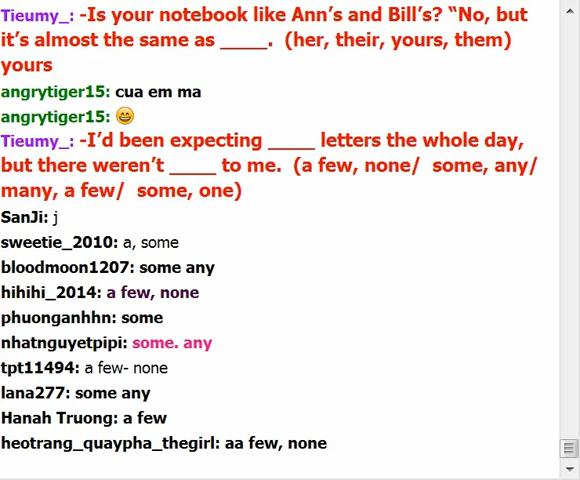 Tieumy_: -Is your notebook like Ann’s and Bill’s? “No, but
it’s almost the same as ____.  (her, their, yours, them)
yours
angrytiger15: cua em ma
angrytiger15: 😄
Tieumy_: -I’d been expecting ____ letters the whole day,
but there weren’t ____ to me.  (a few, none/  some, any/
many, a few/  some, one)
SanJi: j
sweetie_2010: a, some
bloodmoon1207: some any
hihihi_2014: a few, none
phuonganhhn: some
nhatnguyetpipi: some. any
tpt11494: a few- none
lana277: some any
Hanah Truong: a few
heotrang_quaypha_thegirl: aa few, none